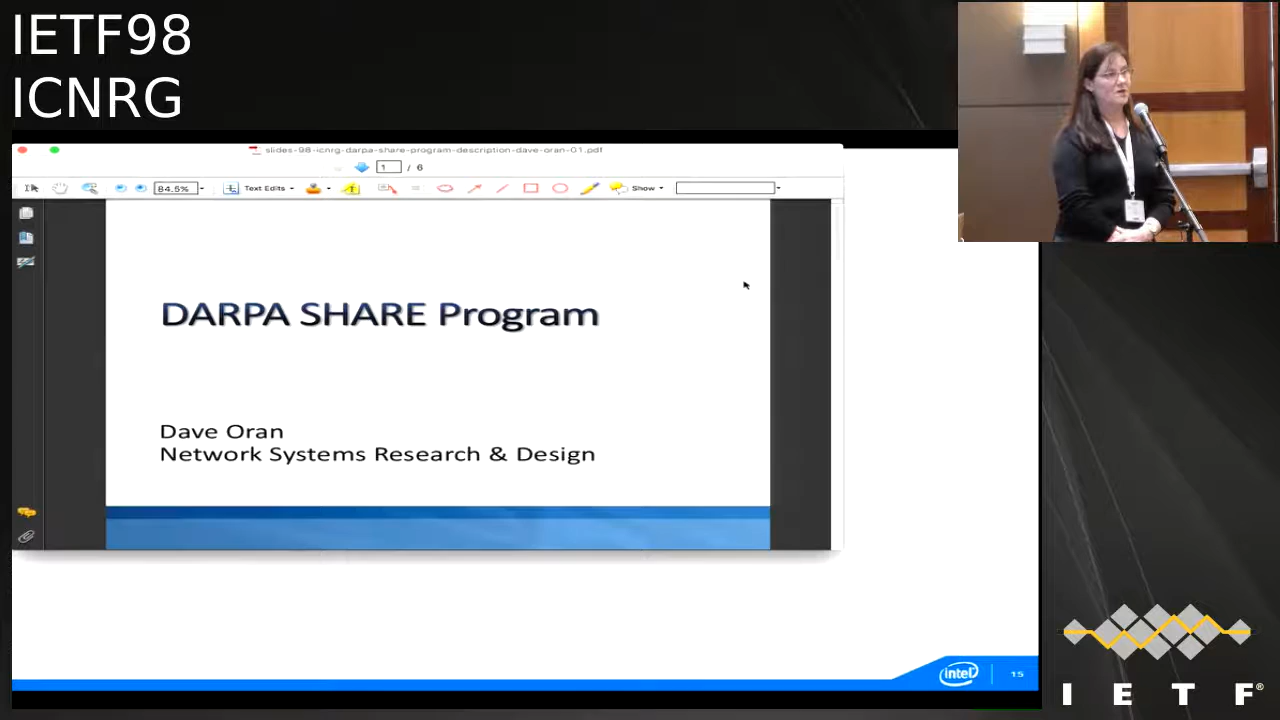 IETF98
ICNRG
slides-98-icnrg-darpa-share-program-description-dave-oran-01.pdf
1 / 6
84.5%
Text Edits
Show
DARPA SHARE Program
Dave Oran
Network Systems Research & Design
intel
15
I E T F®